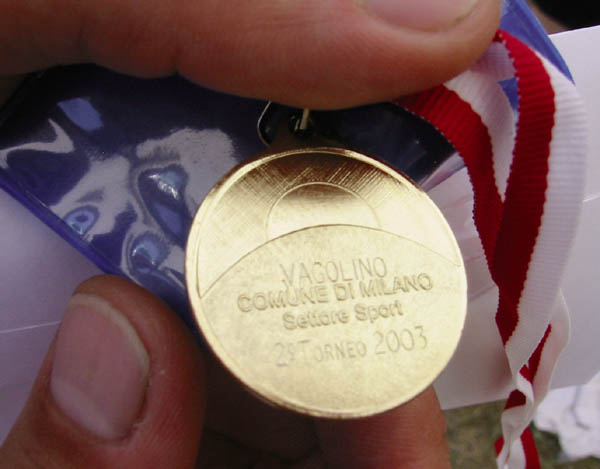 VAGOLINO
COMUNE DI MILANO
Settore Sport
2° TORNEO 2003